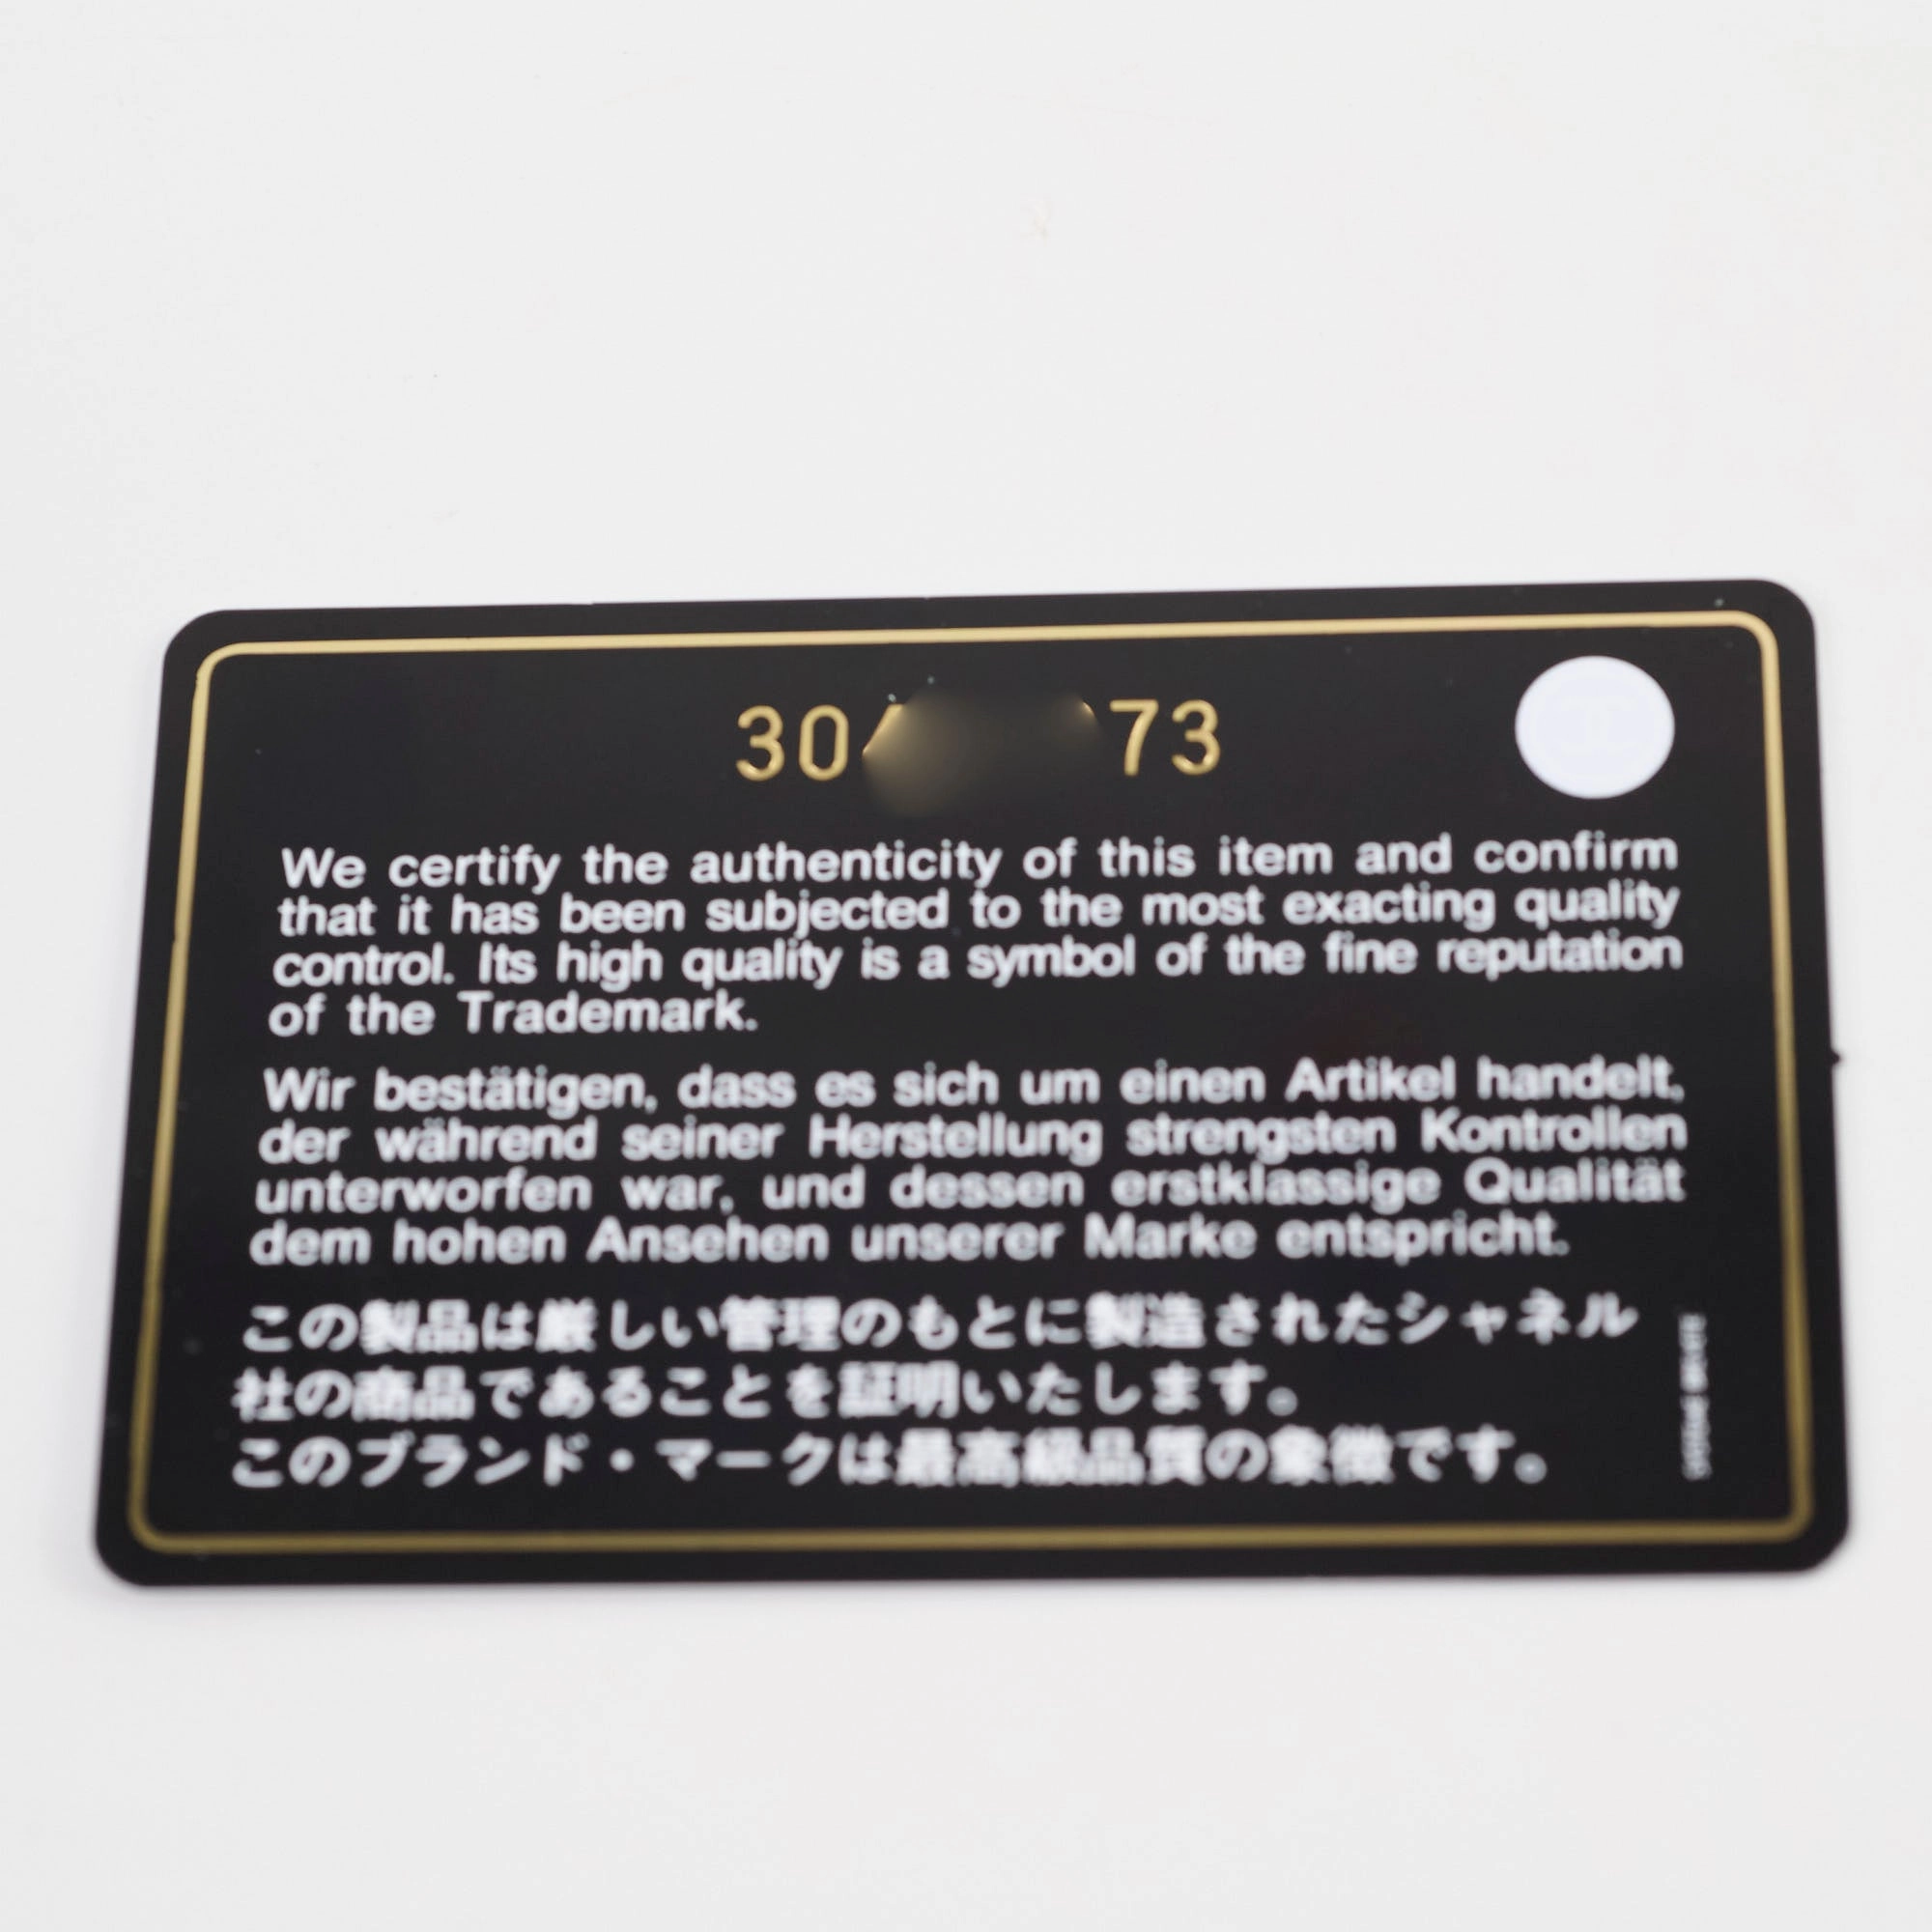 30 73
We certify the authenticity of this item and confirm
that it has been subjected to the most exacting quality
control. Its high quality is a symbol of the fine reputation
of the Trademark.
Wir bestätigen, dass es sich um einen Artikel handelt,
der während seiner Herstellung strengsten Kontrollen
unterworfen war, und dessen erstklassige Qualität
dem hohen Ansehen unserer Marke entspricht.
この製品は厳しい管理のもとに製造されたシャネル
社の商品であることを証明いたします。
このブランド・マークは最高級品質の象徴です。